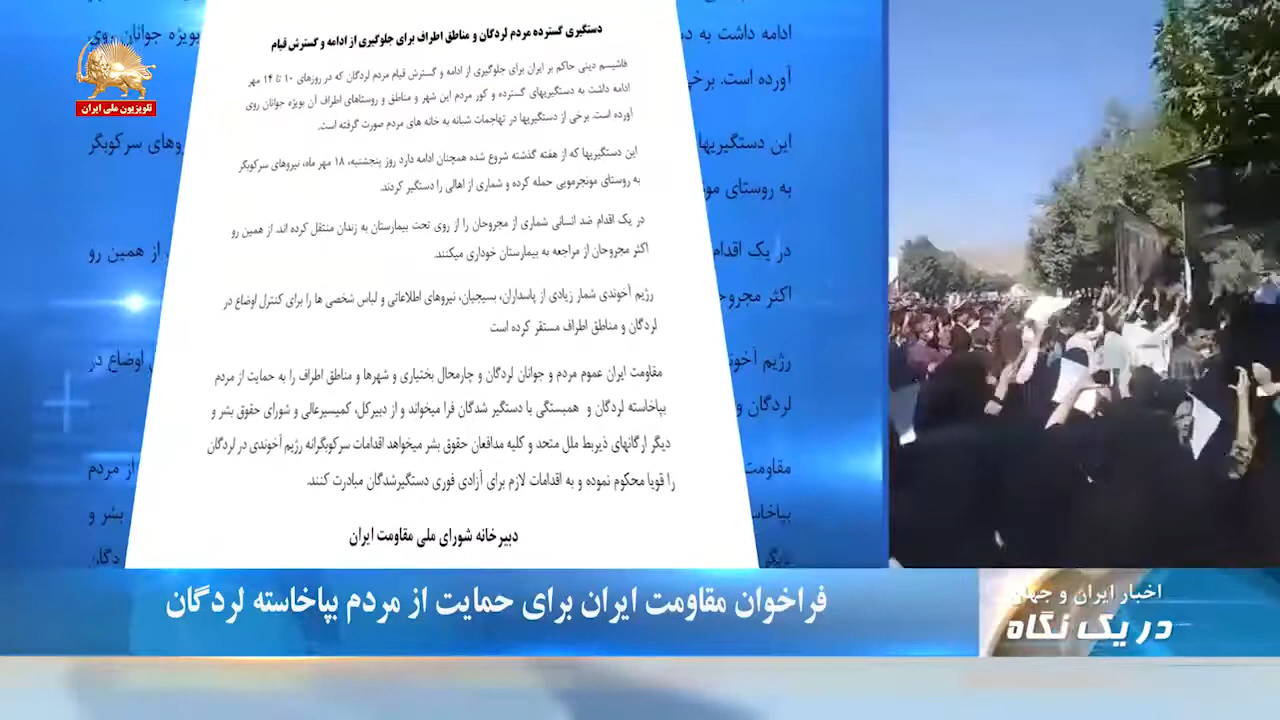 تلویزیون ملی ایران
دستگیری گسترده مردم لردگان و مناطق اطراف برای جلوگیری از ادامه و گسترش قیام
فاشیسم دینی حاکم بر ایران برای جلوگیری از ادامه و گسترش قیام مردم لردگان که در روزهای ۱۰ تا ۱۴ مهر
ادامه داشت به دستگیریهای گسترده و کور مردم این شهر و مناطق و روستاهای اطراف آن بویژه جوانان روی
آورده است. برخی از دستگیریها در تهاجمات شبانه به خانه های مردم صورت گرفته است.
این دستگیریها که از هفته گذشته شروع شده همچنان ادامه دارد روز پنجشنبه، ۱۸ مهر ماه، نیروهای سرکوبگر
به روستای مونجرمویی حمله کرده و شماری از اهالی را دستگیر کردند.
در یک اقدام ضد انسانی شماری از مجروحان را از روی تخت بیمارستان به زندان منتقل کرده اند. از همین رو
اکثر مجروحان از مراجعه به بیمارستان خوداری میکنند.
رژیم آخوندی شمار زیادی از پاسداران، بسیجیان، نیروهای اطلاعاتی و لباس شخصی ها را برای کنترل اوضاع در
لردگان و مناطق اطراف مستقر کرده است
مقاومت ایران عموم مردم و جوانان لردگان و چارمحال بختیاری و شهرها و مناطق اطراف را به حمایت از مردم
بپاخاسته لردگان و همبستگی با دستگیر شدگان فرا میخواند و از دبیرکل، کمیسرعالی و شورای حقوق بشر و
دیگر ارگانهای ذیربط ملل متحد و کلیه مدافعان حقوق بشر میخواهد اقدامات سرکوبگرانه رژیم آخوندی در لردگان
را قویا محکوم نموده و به اقدامات لازم برای آزادی فوری دستگیرشدگان مبادرت کنند.
دبیرخانه شورای ملی مقاومت ایران
فراخوان مقاومت ایران برای حمایت از مردم بپاخاسته لردگان
اخبار ایران و جهان
در یک نگاه